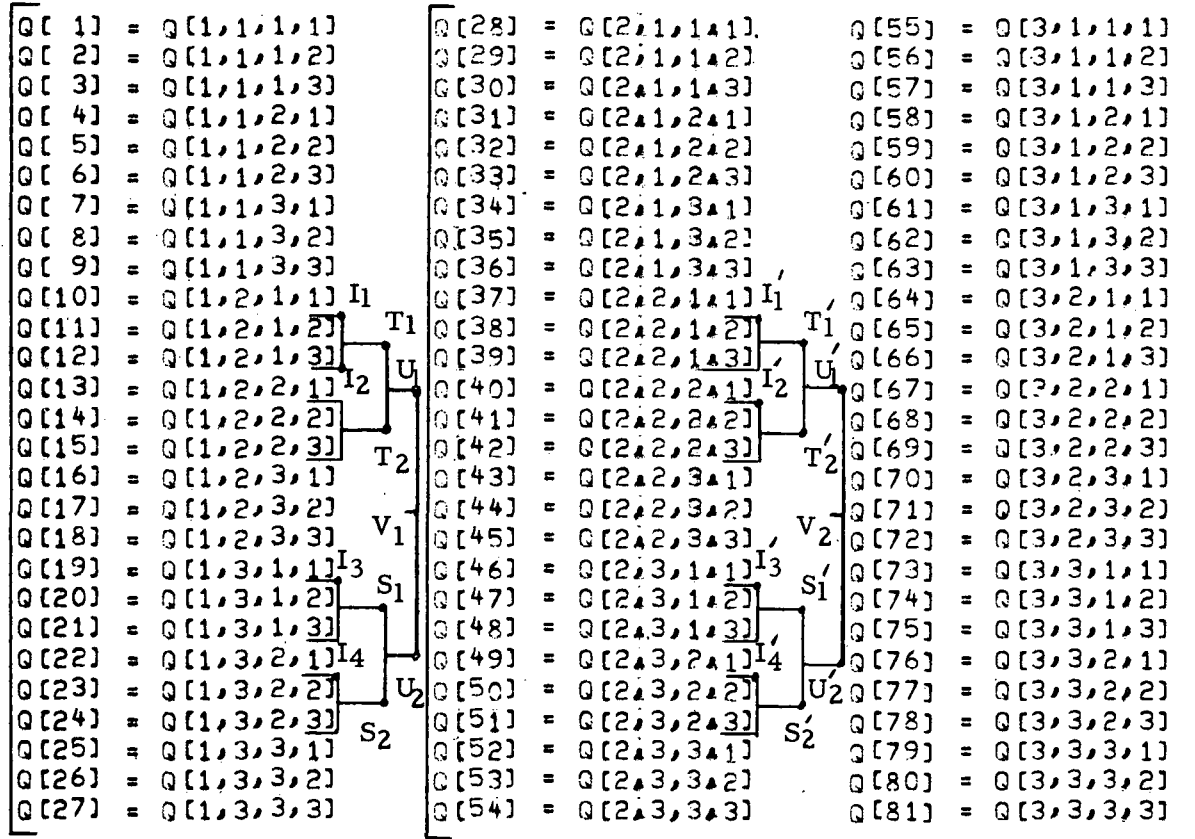 Q[ 1] = Q[1,1,1,1] Q[28] = Q[2,1,1,1] Q[55] = Q[3,1,1,1]
Q[ 2] = Q[1,1,1,2] Q[29] = Q[2,1,1,2] Q[56] = Q[3,1,1,2]
Q[ 3] = Q[1,1,1,3] Q[30] = Q[2,1,1,3] Q[57] = Q[3,1,1,3]
Q[ 4] = Q[1,1,2,1] Q[31] = Q[2,1,2,1] Q[58] = Q[3,1,2,1]
Q[ 5] = Q[1,1,2,2] Q[32] = Q[2,1,2,2] Q[59] = Q[3,1,2,2]
Q[ 6] = Q[1,1,2,3] Q[33] = Q[2,1,2,3] Q[60] = Q[3,1,2,3]
Q[ 7] = Q[1,1,3,1] Q[34] = Q[2,1,3,1] Q[61] = Q[3,1,3,1]
Q[ 8] = Q[1,1,3,2] Q[35] = Q[2,1,3,2] Q[62] = Q[3,1,3,2]
Q[ 9] = Q[1,1,3,3] Q[36] = Q[2,1,3,3] Q[63] = Q[3,1,3,3]
Q[10] = Q[1,2,1,1] I1 Q[37] = Q[2,2,1,1] I1′ Q[64] = Q[3,2,1,1]
Q[11] = Q[1,2,1,2] T1 Q[38] = Q[2,2,1,2] T1′ Q[65] = Q[3,2,1,2]
Q[12] = Q[1,2,1,3] U1 Q[39] = Q[2,2,1,3] U1′ Q[66] = Q[3,2,1,3]
Q[13] = Q[1,2,2,1] I2 Q[40] = Q[2,2,2,1] I2′ Q[67] = Q[3,2,2,1]
Q[14] = Q[1,2,2,2] Q[41] = Q[2,2,2,2] Q[68] = Q[3,2,2,2]
Q[15] = Q[1,2,2,3] T2 Q[42] = Q[2,2,2,3] T2′ Q[69] = Q[3,2,2,3]
Q[16] = Q[1,2,3,1] Q[43] = Q[2,2,3,1] Q[70] = Q[3,2,3,1]
Q[17] = Q[1,2,3,2] V1 Q[44] = Q[2,2,3,2] V2 Q[71] = Q[3,2,3,2]
Q[18] = Q[1,2,3,3] Q[45] = Q[2,2,3,3] Q[72] = Q[3,2,3,3]
Q[19] = Q[1,3,1,1] I3 Q[46] = Q[2,3,1,1] I3′ Q[73] = Q[3,3,1,1]
Q[20] = Q[1,3,1,2] S1 Q[47] = Q[2,3,1,2] S1′ Q[74] = Q[3,3,1,2]
Q[21] = Q[1,3,1,3] Q[48] = Q[2,3,1,3] Q[75] = Q[3,3,1,3]
Q[22] = Q[1,3,2,1] I4 Q[49] = Q[2,3,2,1] I4′ Q[76] = Q[3,3,2,1]
Q[23] = Q[1,3,2,2] U2 Q[50] = Q[2,3,2,2] U2′ Q[77] = Q[3,3,2,2]
Q[24] = Q[1,3,2,3] S2 Q[51] = Q[2,3,2,3] S2′ Q[78] = Q[3,3,2,3]
Q[25] = Q[1,3,3,1] Q[52] = Q[2,3,3,1] Q[79] = Q[3,3,3,1]
Q[26] = Q[1,3,3,2] Q[53] = Q[2,3,3,2] Q[80] = Q[3,3,3,2]
Q[27] = Q[1,3,3,3] Q[54] = Q[2,3,3,3] Q[81] = Q[3,3,3,3]